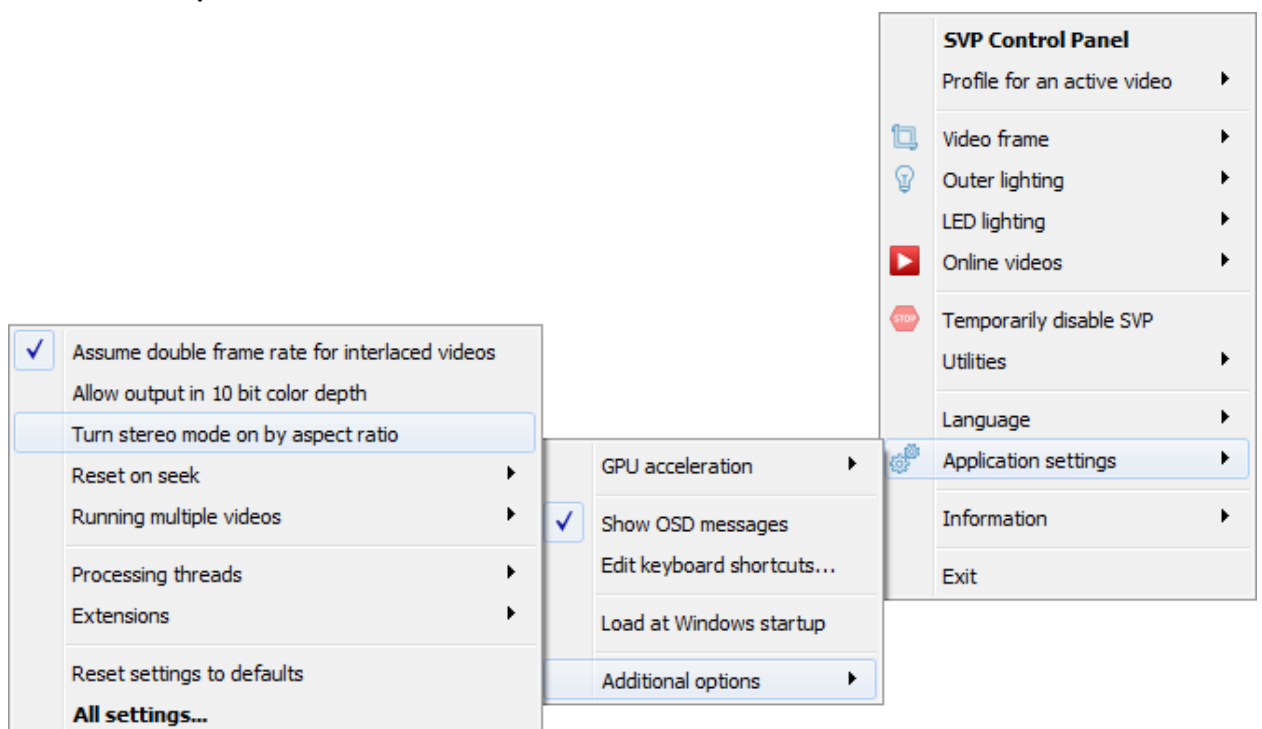 SVP Control Panel
Profile for an active video
Video frame
Outer lighting
LED lighting
Online videos
STOP
Temporarily disable SVP
Utilities
Language
Application settings
Information
Exit
GPU acceleration
Show OSD messages
Edit keyboard shortcuts...
Load at Windows startup
Additional options
Assume double frame rate for interlaced videos
Allow output in 10 bit color depth
Turn stereo mode on by aspect ratio
Reset on seek
Running multiple videos
Processing threads
Extensions
Reset settings to defaults
All settings...